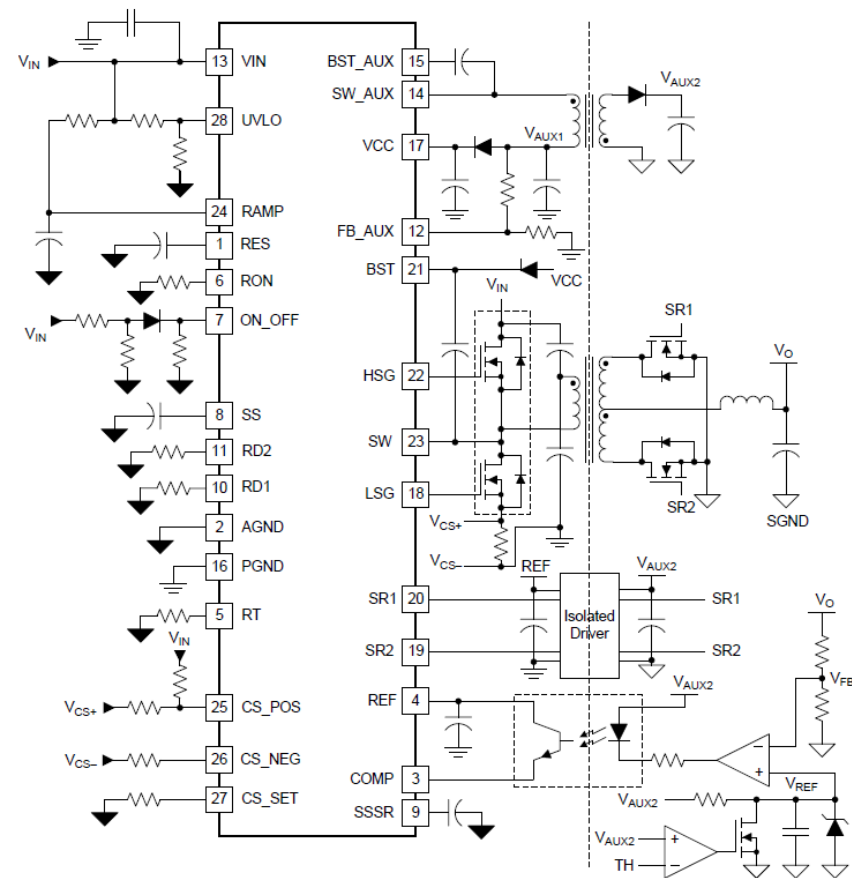 VIN
13 VIN
28 UVLO
24 RAMP
1 RES
6 RON
VIN
7 ON_OFF
8 SS
11 RD2
10 RD1
2 AGND
16 PGND
5 RT
VIN
VCS+
25 CS_POS
VCS–
26 CS_NEG
27 CS_SET
BST_AUX 15
SW_AUX 14
VCC 17
VAUX1
VAUX2
FB_AUX 12
BST 21
VCC
VIN
HSG 22
SW 23
LSG 18
VCS+
VCS–
SR1
VO
SR2
SGND
SR1 20
SR2 19
REF
Isolated
Driver
VAUX2
SR1
SR2
REF 4
COMP 3
SSSR 9
VAUX2
VO
VFB
−
+
VREF
VAUX2
VAUX2
+
TH
−